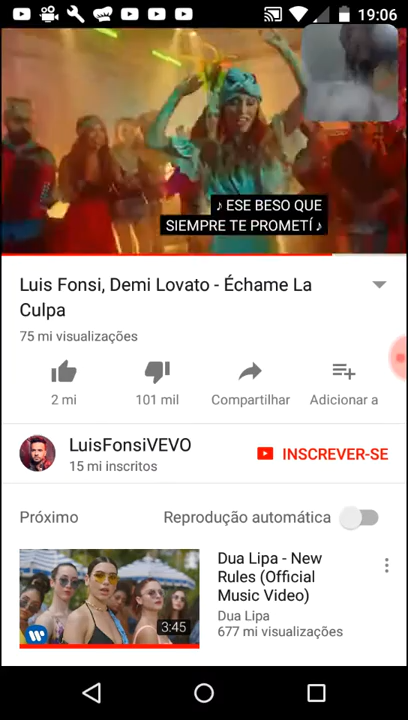 19:06
♪ ESE BESO QUE
SIEMPRE TE PROMETÍ ♪
Luis Fonsi, Demi Lovato - Échame La
Culpa
75 mi visualizações
2 mi
101 mil
Compartilhar
Adicionar a
LuisFonsiVEVO
15 mi inscritos
INSCREVER-SE
Próximo
Reprodução automática
3:45
Dua Lipa - New
Rules (Official
Music Video)
Dua Lipa
677 mi visualizações